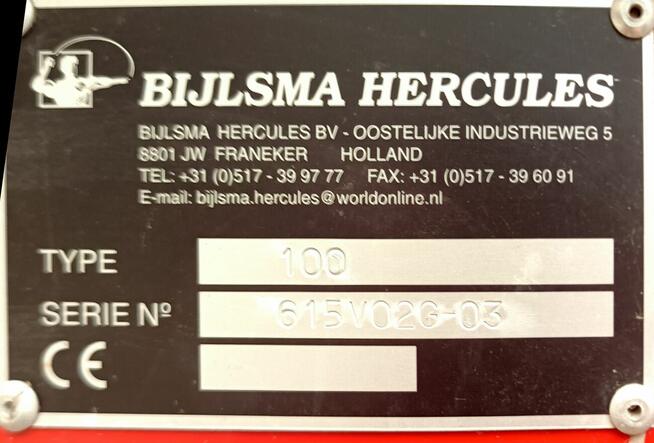 BIJLSMA HERCULES
BIJLSMA HERCULES BV - OOSTELIJKE INDUSTRIEWEG 5
8801 JW FRANEKER HOLLAND
TEL: +31 (0)517 - 39 97 77 FAX: +31 (0)517 - 39 60 91
E-mail: bijlsma.hercules@worldonline.nl
TYPE 100
SERIE Nº 615V02G-03
CE